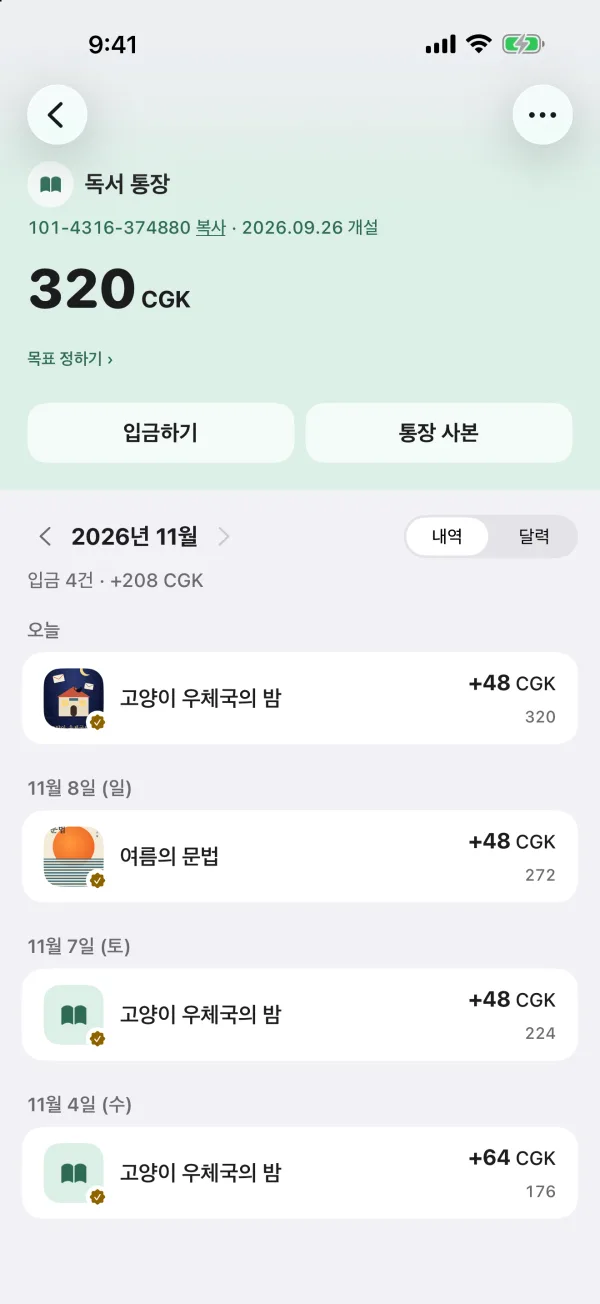 9:41
독서 통장
101-4316-374880 복사 · 2026.09.26 개설
320 CGK
목표 정하기 ›
입금하기
통장 사본
2026년 11월
내역
달력
입금 4건 · +208 CGK
오늘
고양이 우체국의 밤
+48 CGK
320
11월 8일 (일)
여름의 문법
+48 CGK
272
11월 7일 (토)
고양이 우체국의 밤
+48 CGK
224
11월 4일 (수)
고양이 우체국의 밤
+64 CGK
176